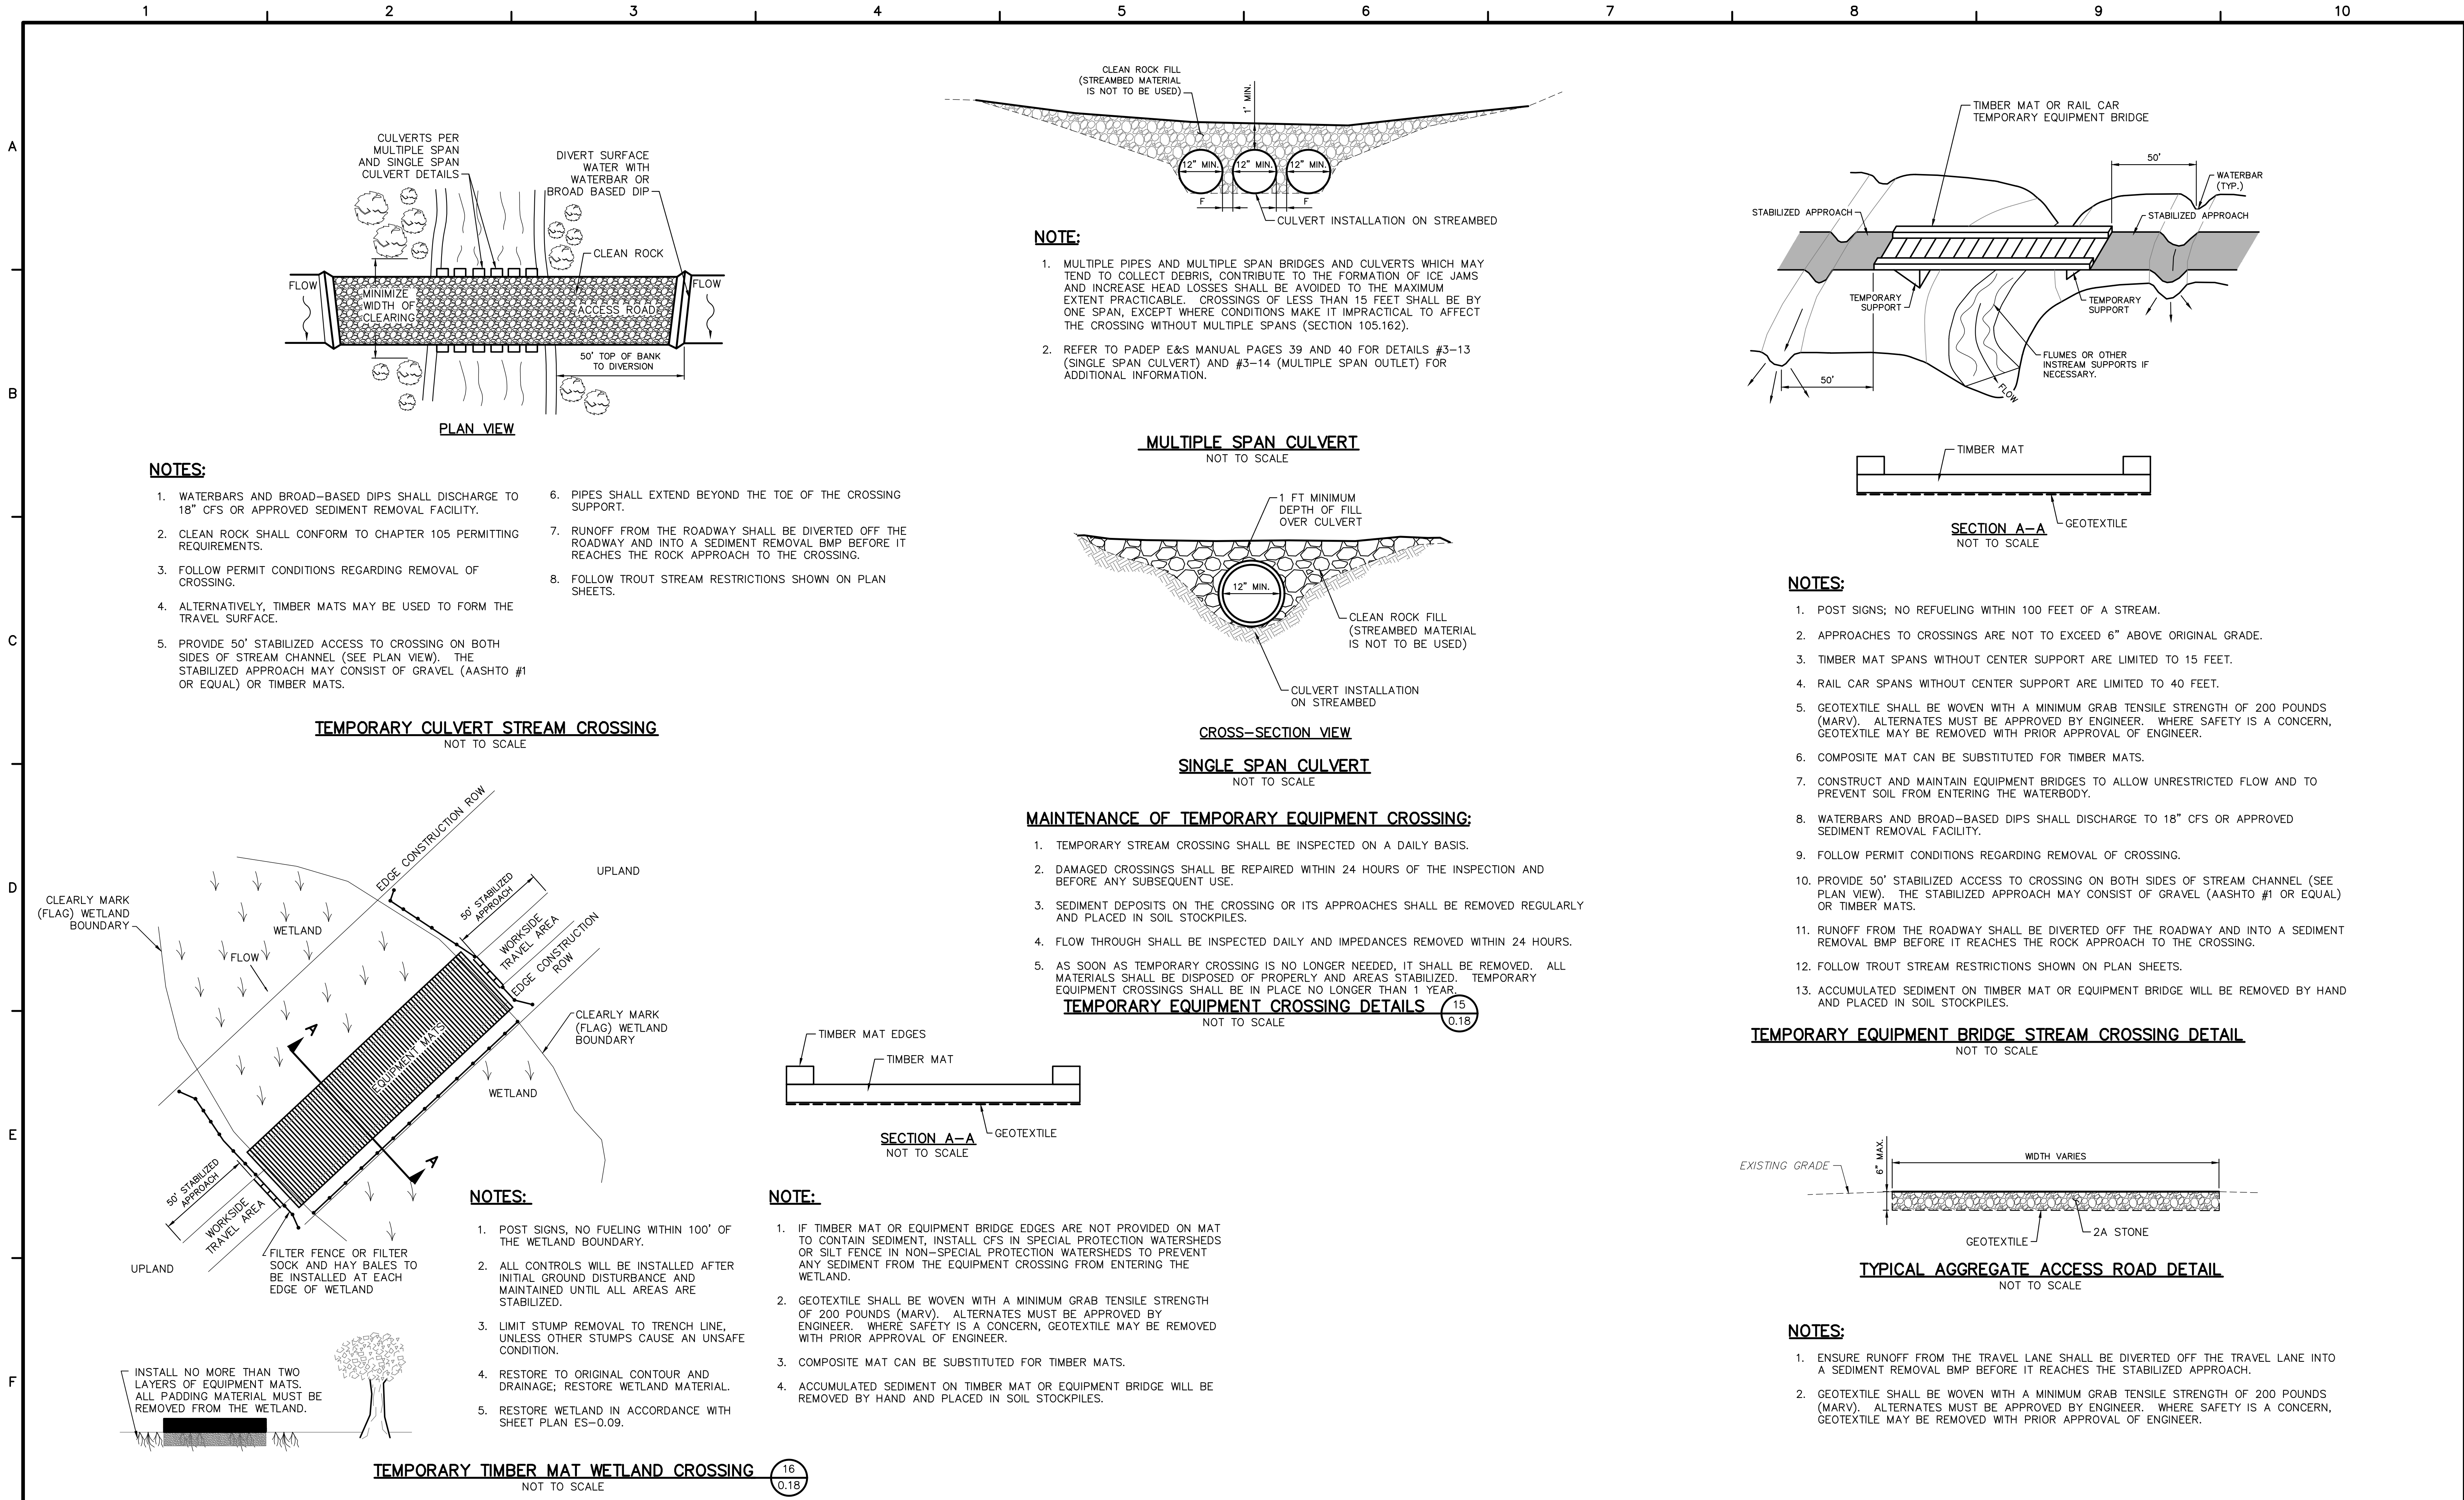 1 2 3 4 5 6 7 8 9 10
A
B
C
D
E
F
CULVERTS PER
MULTIPLE SPAN
AND SINGLE SPAN
CULVERT DETAILS
DIVERT SURFACE
WATER WITH
WATERBAR OR
BROAD BASED DIP
CLEAN ROCK
FLOW
MINIMIZE
WIDTH OF
CLEARING
ACCESS ROAD
FLOW
50' TOP OF BANK
TO DIVERSION
PLAN VIEW
NOTES:
1. WATERBARS AND BROAD-BASED DIPS SHALL DISCHARGE TO
18" CFS OR APPROVED SEDIMENT REMOVAL FACILITY.
2. CLEAN ROCK SHALL CONFORM TO CHAPTER 105 PERMITTING
REQUIREMENTS.
3. FOLLOW PERMIT CONDITIONS REGARDING REMOVAL OF
CROSSING.
4. ALTERNATIVELY, TIMBER MATS MAY BE USED TO FORM THE
TRAVEL SURFACE.
5. PROVIDE 50' STABILIZED ACCESS TO CROSSING ON BOTH
SIDES OF STREAM CHANNEL (SEE PLAN VIEW). THE
STABILIZED APPROACH MAY CONSIST OF GRAVEL (AASHTO #1
OR EQUAL) OR TIMBER MATS.
6. PIPES SHALL EXTEND BEYOND THE TOE OF THE CROSSING
SUPPORT.
7. RUNOFF FROM THE ROADWAY SHALL BE DIVERTED OFF THE
ROADWAY AND INTO A SEDIMENT REMOVAL BMP BEFORE IT
REACHES THE ROCK APPROACH TO THE CROSSING.
8. FOLLOW TROUT STREAM RESTRICTIONS SHOWN ON PLAN
SHEETS.
TEMPORARY CULVERT STREAM CROSSING
NOT TO SCALE
CLEAN ROCK FILL
(STREAMBED MATERIAL
IS NOT TO BE USED)
1' MIN.
12" MIN. 12" MIN. 12" MIN.
F F
CULVERT INSTALLATION ON STREAMBED
NOTE:
1. MULTIPLE PIPES AND MULTIPLE SPAN BRIDGES AND CULVERTS WHICH MAY
TEND TO COLLECT DEBRIS, CONTRIBUTE TO THE FORMATION OF ICE JAMS
AND INCREASE HEAD LOSSES SHALL BE AVOIDED TO THE MAXIMUM
EXTENT PRACTICABLE. CROSSINGS OF LESS THAN 15 FEET SHALL BE BY
ONE SPAN, EXCEPT WHERE CONDITIONS MAKE IT IMPRACTICAL TO AFFECT
THE CROSSING WITHOUT MULTIPLE SPANS (SECTION 105.162).
2. REFER TO PADEP E&S MANUAL PAGES 39 AND 40 FOR DETAILS #3-13
(SINGLE SPAN CULVERT) AND #3-14 (MULTIPLE SPAN OUTLET) FOR
ADDITIONAL INFORMATION.
MULTIPLE SPAN CULVERT
NOT TO SCALE
1 FT MINIMUM
DEPTH OF FILL
OVER CULVERT
12" MIN.
CLEAN ROCK FILL
(STREAMBED MATERIAL
IS NOT TO BE USED)
CULVERT INSTALLATION
ON STREAMBED
CROSS-SECTION VIEW
SINGLE SPAN CULVERT
NOT TO SCALE
MAINTENANCE OF TEMPORARY EQUIPMENT CROSSING:
1. TEMPORARY STREAM CROSSING SHALL BE INSPECTED ON A DAILY BASIS.
2. DAMAGED CROSSINGS SHALL BE REPAIRED WITHIN 24 HOURS OF THE INSPECTION AND
BEFORE ANY SUBSEQUENT USE.
3. SEDIMENT DEPOSITS ON THE CROSSING OR ITS APPROACHES SHALL BE REMOVED REGULARLY
AND PLACED IN SOIL STOCKPILES.
4. FLOW THROUGH SHALL BE INSPECTED DAILY AND IMPEDANCES REMOVED WITHIN 24 HOURS.
5. AS SOON AS TEMPORARY CROSSING IS NO LONGER NEEDED, IT SHALL BE REMOVED. ALL
MATERIALS SHALL BE DISPOSED OF PROPERLY AND AREAS STABILIZED. TEMPORARY
EQUIPMENT CROSSINGS SHALL BE IN PLACE NO LONGER THAN 1 YEAR.
TEMPORARY EQUIPMENT CROSSING DETAILS
NOT TO SCALE
15
0.18
TIMBER MAT OR RAIL CAR
TEMPORARY EQUIPMENT BRIDGE
50'
WATERBAR
(TYP.)
STABILIZED APPROACH
STABILIZED APPROACH
TEMPORARY
SUPPORT
TEMPORARY
SUPPORT
FLUMES OR OTHER
INSTREAM SUPPORTS IF
NECESSARY.
50'
FLOW
TIMBER MAT
GEOTEXTILE
SECTION A-A
NOT TO SCALE
NOTES:
1. POST SIGNS; NO REFUELING WITHIN 100 FEET OF A STREAM.
2. APPROACHES TO CROSSINGS ARE NOT TO EXCEED 6" ABOVE ORIGINAL GRADE.
3. TIMBER MAT SPANS WITHOUT CENTER SUPPORT ARE LIMITED TO 15 FEET.
4. RAIL CAR SPANS WITHOUT CENTER SUPPORT ARE LIMITED TO 40 FEET.
5. GEOTEXTILE SHALL BE WOVEN WITH A MINIMUM GRAB TENSILE STRENGTH OF 200 POUNDS
(MARV). ALTERNATES MUST BE APPROVED BY ENGINEER. WHERE SAFETY IS A CONCERN,
GEOTEXTILE MAY BE REMOVED WITH PRIOR APPROVAL OF ENGINEER.
6. COMPOSITE MAT CAN BE SUBSTITUTED FOR TIMBER MATS.
7. CONSTRUCT AND MAINTAIN EQUIPMENT BRIDGES TO ALLOW UNRESTRICTED FLOW AND TO
PREVENT SOIL FROM ENTERING THE WATERBODY.
8. WATERBARS AND BROAD-BASED DIPS SHALL DISCHARGE TO 18" CFS OR APPROVED
SEDIMENT REMOVAL FACILITY.
9. FOLLOW PERMIT CONDITIONS REGARDING REMOVAL OF CROSSING.
10. PROVIDE 50' STABILIZED ACCESS TO CROSSING ON BOTH SIDES OF STREAM CHANNEL (SEE
PLAN VIEW). THE STABILIZED APPROACH MAY CONSIST OF GRAVEL (AASHTO #1 OR EQUAL)
OR TIMBER MATS.
11. RUNOFF FROM THE ROADWAY SHALL BE DIVERTED OFF THE ROADWAY AND INTO A SEDIMENT
REMOVAL BMP BEFORE IT REACHES THE ROCK APPROACH TO THE CROSSING.
12. FOLLOW TROUT STREAM RESTRICTIONS SHOWN ON PLAN SHEETS.
13. ACCUMULATED SEDIMENT ON TIMBER MAT OR EQUIPMENT BRIDGE WILL BE REMOVED BY HAND
AND PLACED IN SOIL STOCKPILES.
TEMPORARY EQUIPMENT BRIDGE STREAM CROSSING DETAIL
NOT TO SCALE
EDGE CONSTRUCTION ROW
UPLAND
CLEARLY MARK
(FLAG) WETLAND
BOUNDARY
WETLAND
FLOW
50' STABILIZED
APPROACH
WORKSIDE
TRAVEL AREA
EDGE CONSTRUCTION
ROW
A
EQUIPMENT MATS
CLEARLY MARK
(FLAG) WETLAND
BOUNDARY
WETLAND
A
50' STABILIZED
APPROACH
WORKSIDE
TRAVEL AREA
UPLAND
FILTER FENCE OR FILTER
SOCK AND HAY BALES TO
BE INSTALLED AT EACH
EDGE OF WETLAND
INSTALL NO MORE THAN TWO
LAYERS OF EQUIPMENT MATS.
ALL PADDING MATERIAL MUST BE
REMOVED FROM THE WETLAND.
NOTES:
1. POST SIGNS, NO FUELING WITHIN 100' OF
THE WETLAND BOUNDARY.
2. ALL CONTROLS WILL BE INSTALLED AFTER
INITIAL GROUND DISTURBANCE AND
MAINTAINED UNTIL ALL AREAS ARE
STABILIZED.
3. LIMIT STUMP REMOVAL TO TRENCH LINE,
UNLESS OTHER STUMPS CAUSE AN UNSAFE
CONDITION.
4. RESTORE TO ORIGINAL CONTOUR AND
DRAINAGE; RESTORE WETLAND MATERIAL.
5. RESTORE WETLAND IN ACCORDANCE WITH
SHEET PLAN ES-0.09.
TIMBER MAT EDGES
TIMBER MAT
GEOTEXTILE
SECTION A-A
NOT TO SCALE
NOTE:
1. IF TIMBER MAT OR EQUIPMENT BRIDGE EDGES ARE NOT PROVIDED ON MAT
TO CONTAIN SEDIMENT, INSTALL CFS IN SPECIAL PROTECTION WATERSHEDS
OR SILT FENCE IN NON-SPECIAL PROTECTION WATERSHEDS TO PREVENT
ANY SEDIMENT FROM THE EQUIPMENT CROSSING FROM ENTERING THE
WETLAND.
2. GEOTEXTILE SHALL BE WOVEN WITH A MINIMUM GRAB TENSILE STRENGTH
OF 200 POUNDS (MARV). ALTERNATES MUST BE APPROVED BY
ENGINEER. WHERE SAFETY IS A CONCERN, GEOTEXTILE MAY BE REMOVED
WITH PRIOR APPROVAL OF ENGINEER.
3. COMPOSITE MAT CAN BE SUBSTITUTED FOR TIMBER MATS.
4. ACCUMULATED SEDIMENT ON TIMBER MAT OR EQUIPMENT BRIDGE WILL BE
REMOVED BY HAND AND PLACED IN SOIL STOCKPILES.
TEMPORARY TIMBER MAT WETLAND CROSSING
NOT TO SCALE
16
0.18
EXISTING GRADE
6" MAX.
WIDTH VARIES
GEOTEXTILE
2A STONE
TYPICAL AGGREGATE ACCESS ROAD DETAIL
NOT TO SCALE
NOTES:
1. ENSURE RUNOFF FROM THE TRAVEL LANE SHALL BE DIVERTED OFF THE TRAVEL LANE INTO
A SEDIMENT REMOVAL BMP BEFORE IT REACHES THE STABILIZED APPROACH.
2. GEOTEXTILE SHALL BE WOVEN WITH A MINIMUM GRAB TENSILE STRENGTH OF 200 POUNDS
(MARV). ALTERNATES MUST BE APPROVED BY ENGINEER. WHERE SAFETY IS A CONCERN,
GEOTEXTILE MAY BE REMOVED WITH PRIOR APPROVAL OF ENGINEER.